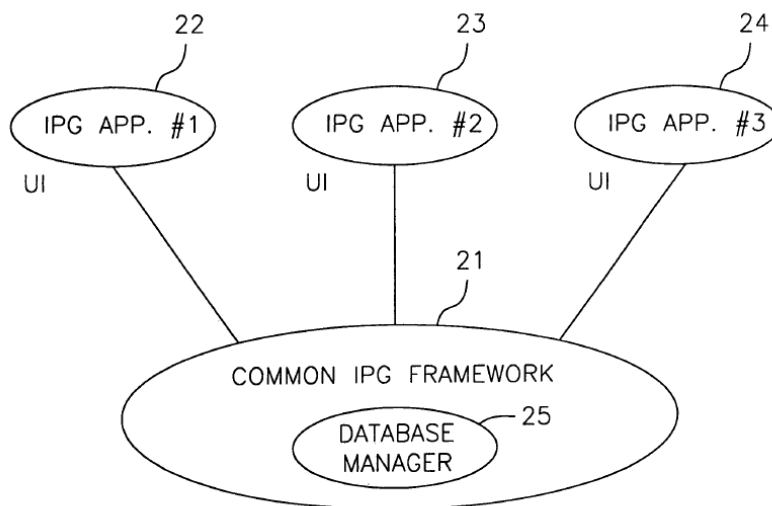 22
23
24
IPG APP. #1
IPG APP. #2
IPG APP. #3
UI
UI
UI
21
COMMON IPG FRAMEWORK
25
DATABASE
MANAGER